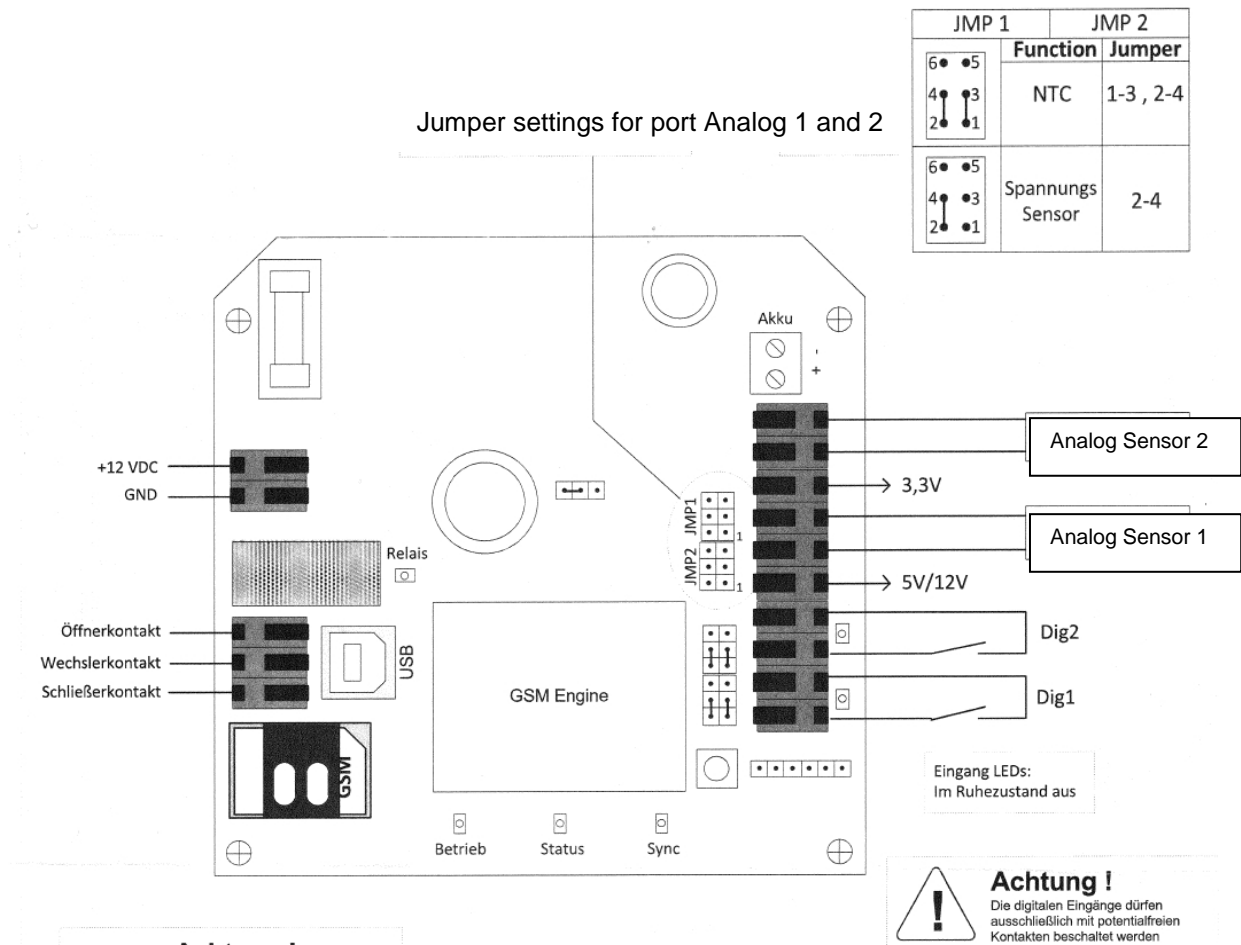 JMP 1 JMP 2
Function Jumper
6 5
4 3
2 1
NTC 1-3 , 2-4
6 5
4 3
2 1
Spannungs
Sensor
2-4
Jumper settings for port Analog 1 and 2
Akku
-
+
Analog Sensor 2
3,3V
Analog Sensor 1
5V/12V
Dig2
Dig1
+12 VDC
GND
Relais
JMP1
1
JMP2
1
Öffnerkontakt
Wechslerkontakt
Schließerkontakt
USB
GSM Engine
GSM
Betrieb Status Sync
Eingang LEDs:
Im Ruhezustand aus
Achtung !
Die digitalen Eingänge dürfen
ausschließlich mit potentialfreien
Kontakten beschaltet werden